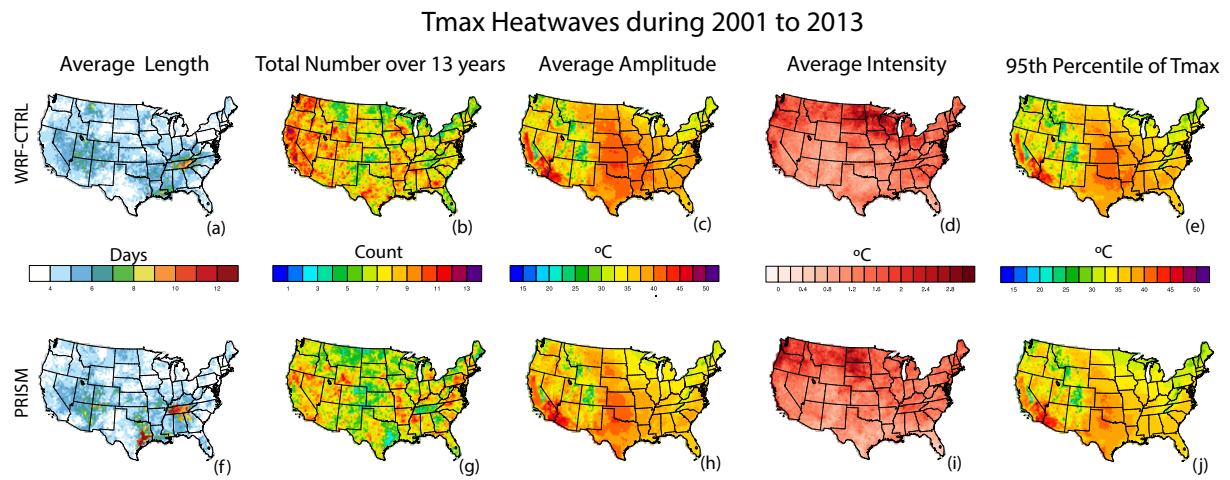 Tmax Heatwaves during 2001 to 2013
Average Length
Total Number over 13 years
Average Amplitude
Average Intensity
95th Percentile of Tmax
WRF-CTRL
(a)
(b)
(c)
(d)
(e)
Days
4 6 8 10 12
Count
1 3 5 7 9 11 13
ºC
15 20 25 30 35 40 45 50
ºC
0 0.4 0.8 1.2 1.6 2 2.4 2.8
ºC
15 20 25 30 35 40 45 50
PRISM
(f)
(g)
(h)
(i)
(j)